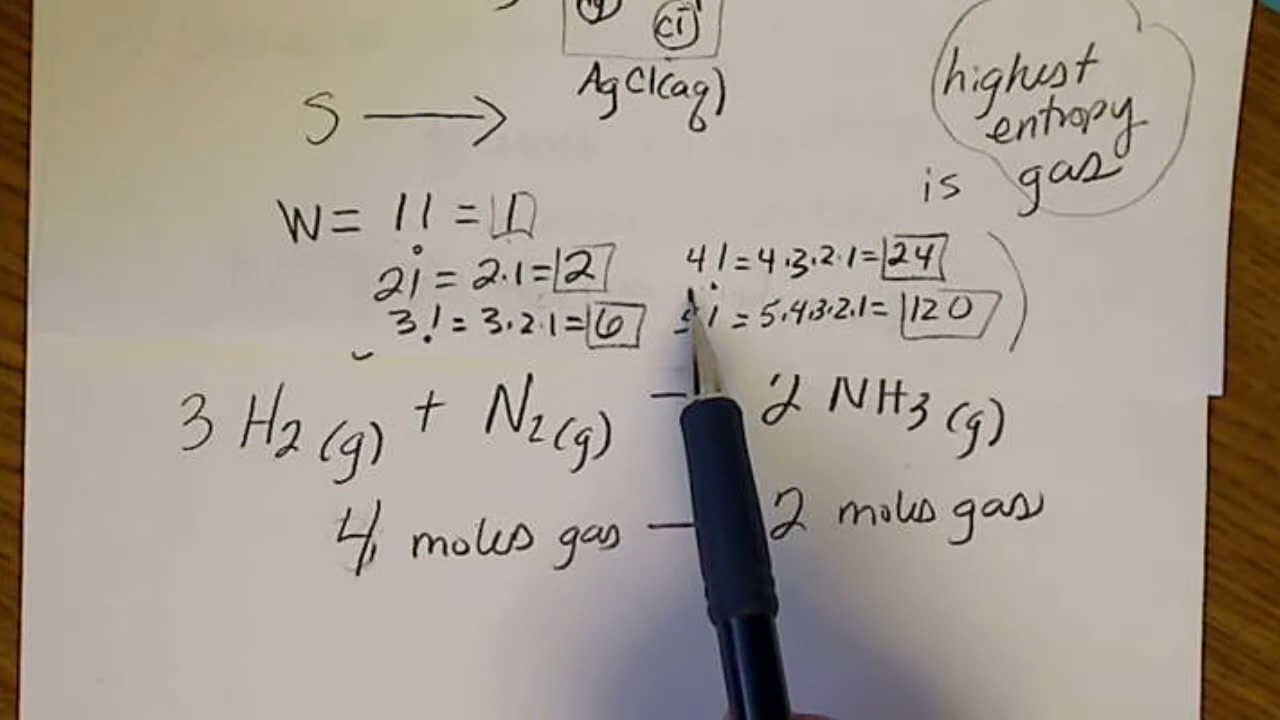 Cl
AgCl(aq)
S →
highest
entropy
is gas
W = 1! = 1
2! = 2·1 = 2
3! = 3·2·1 = 6
4! = 4·3·2·1 = 24
5! = 5·4·3·2·1 = 120
3 H2 (g) + N2 (g) — 2 NH3 (g)
4 moles gas — 2 moles gas